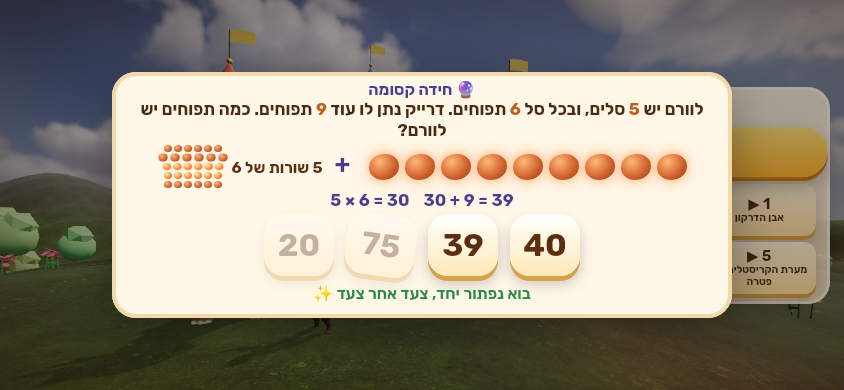 🔮 חידה קסומה
לוורם יש 5 סלים, ובכל סל 6 תפוחים. דרייק נתן לו עוד 9 תפוחים. כמה תפוחים יש
לוורם?
+ 5 שורות של 6
5 × 6 = 30   30 + 9 = 39
20 75 39 40
בוא נפתור יחד, צעד אחר צעד ✨
▶ 1
אבן הדרקון
▶ 5
מערת הקריסטלים
פטרה